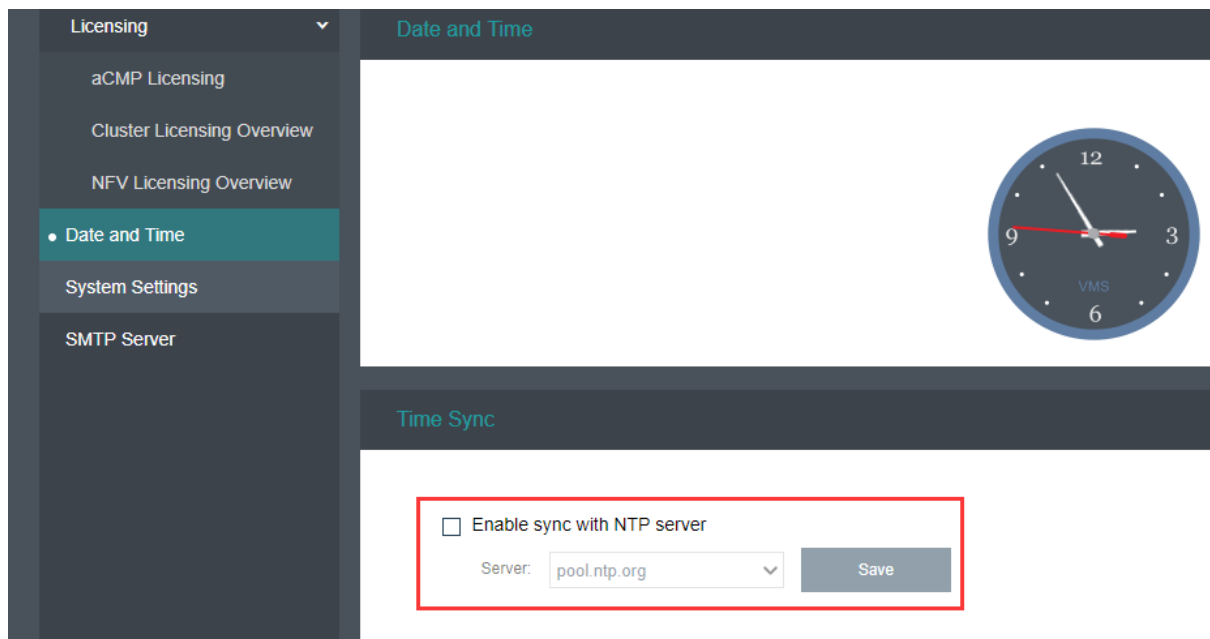 Licensing
aCMP Licensing
Cluster Licensing Overview
NFV Licensing Overview
Date and Time
System Settings
SMTP Server
Date and Time
12
9
3
VMS
6
Time Sync
Enable sync with NTP server
Server:
pool.ntp.org
Save